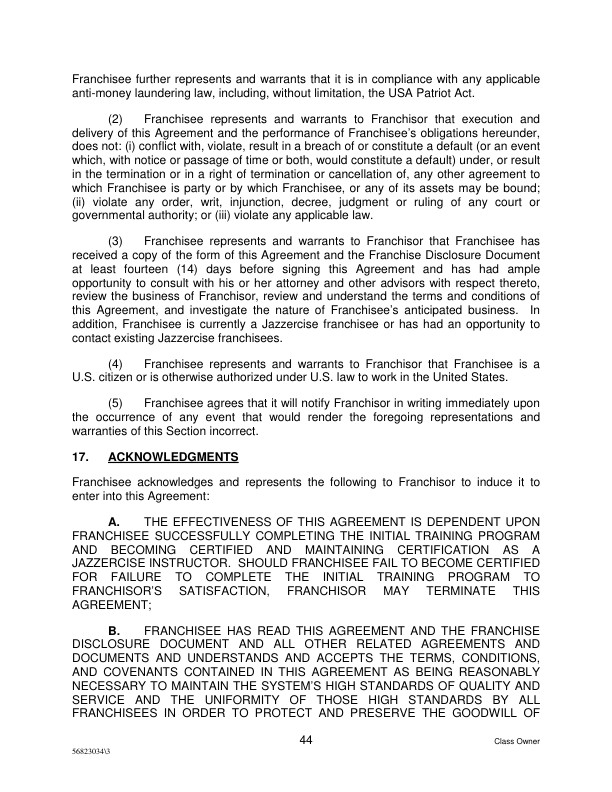 Franchisee further represents and warrants that it is in compliance with any applicable
anti-money laundering law, including, without limitation, the USA Patriot Act.
(2) Franchisee represents and warrants to Franchisor that execution and
delivery of this Agreement and the performance of Franchisee's obligations hereunder,
does not: (i) conflict with, violate, result in a breach of or constitute a default (or an event
which, with notice or passage of time or both, would constitute a default) under, or result
in the termination or in a right of termination or cancellation of, any other agreement
to which Franchisee is party or by which Franchisee, or any of its assets may be bound;
(ii) violate any order, writ, injunction, decree, judgment or ruling of any court or
governmental authority; or (iii) violate any applicable law.
(3) Franchisee represents and warrants to Franchisor that Franchisee has
received a copy of the form of this Agreement and the Franchise Disclosure Document
at least fourteen (14) days before signing this Agreement and has had ample
opportunity to consult with his or her attorney and other advisors with respect thereto,
review the business of Franchisor, review and understand the terms and conditions of
this Agreement, and investigate the nature of Franchisee's anticipated business. In
addition, Franchisee is currently a Jazzercise franchisee or has had an opportunity to
contact existing Jazzercise franchisees.
(4) Franchisee represents and warrants to Franchisor that Franchisee is a
U.S. citizen or is otherwise authorized under U.S. law to work in the United States.
(5) Franchisee agrees that it will notify Franchisor in writing immediately upon
the occurrence of any event that would render the foregoing representations and
warranties of this Section incorrect.
17. ACKNOWLEDGMENTS
Franchisee acknowledges and represents the following to Franchisor to induce it to
enter into this Agreement:
A. THE EFFECTIVENESS OF THIS AGREEMENT IS DEPENDENT UPON
FRANCHISEE SUCCESSFULLY COMPLETING THE INITIAL TRAINING PROGRAM
AND BECOMING CERTIFIED AND MAINTAINING CERTIFICATION AS A
JAZZERCISE INSTRUCTOR. SHOULD FRANCHISEE FAIL TO BECOME CERTIFIED
FOR FAILURE TO COMPLETE THE INITIAL TRAINING PROGRAM TO
FRANCHISOR'S SATISFACTION, FRANCHISOR MAY TERMINATE THIS
AGREEMENT;
B. FRANCHISEE HAS READ THIS AGREEMENT AND THE FRANCHISE
DISCLOSURE DOCUMENT AND ALL OTHER RELATED AGREEMENTS AND
DOCUMENTS AND UNDERSTANDS AND ACCEPTS THE TERMS, CONDITIONS,
AND COVENANTS CONTAINED IN THIS AGREEMENT AS BEING REASONABLY
NECESSARY TO MAINTAIN THE SYSTEM'S HIGH STANDARDS OF QUALITY AND
SERVICE AND THE UNIFORMITY OF THOSE HIGH STANDARDS BY ALL
FRANCHISEES IN ORDER TO PROTECT AND PRESERVE THE GOODWILL OF
44
Class Owner
56823034\3